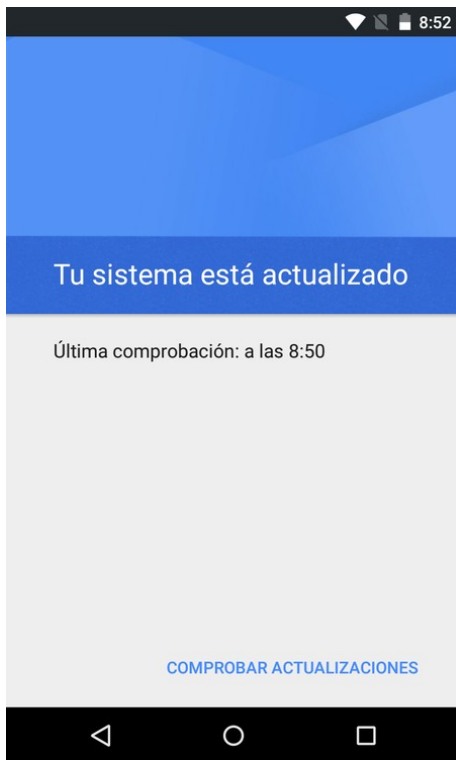 8:52
Tu sistema está actualizado
Última comprobación: a las 8:50
COMPROBAR ACTUALIZACIONES